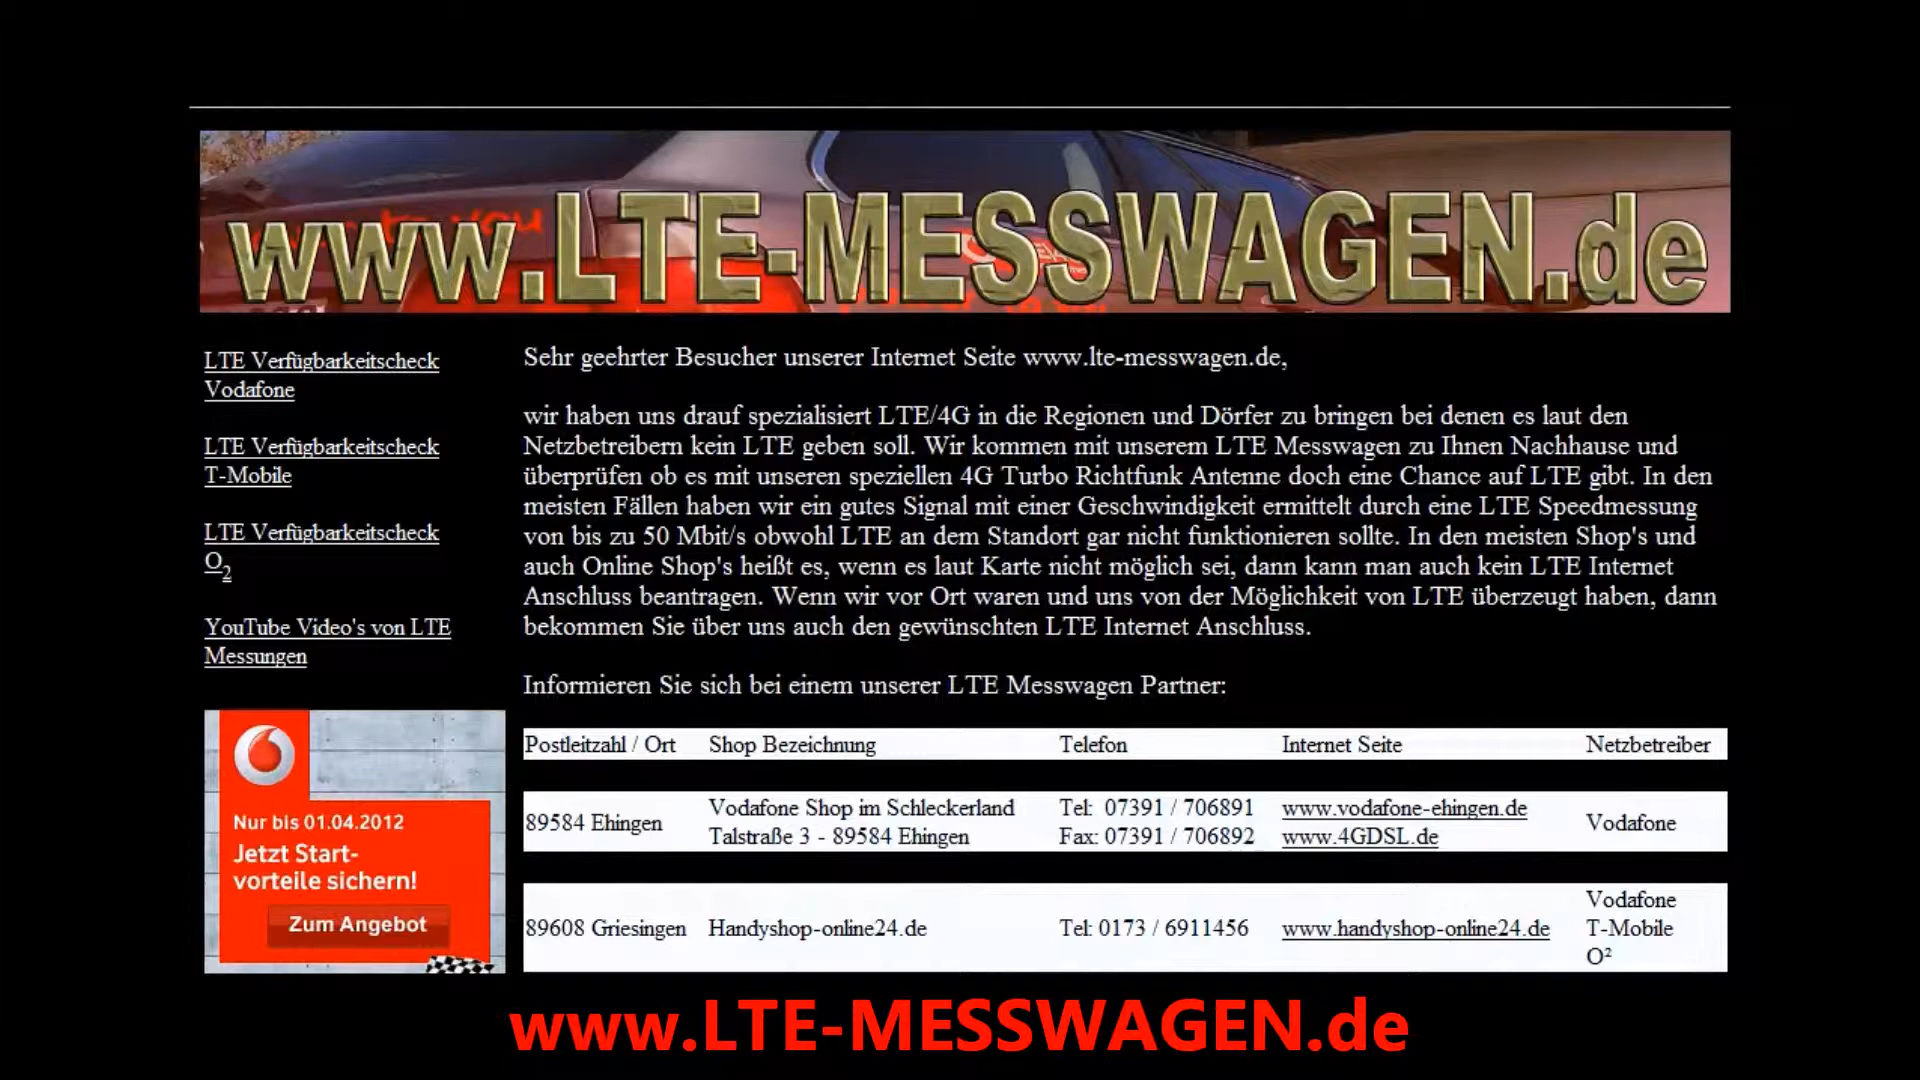 www.LTE-MESSWAGEN.de
LTE Verfügbarkeitscheck
Vodafone
LTE Verfügbarkeitscheck
T-Mobile
LTE Verfügbarkeitscheck
O2
YouTube Video's von LTE
Messungen
Nur bis 01.04.2012
Jetzt Start-
vorteile sichern!
Zum Angebot
Sehr geehrter Besucher unserer Internet Seite www.lte-messwagen.de,
wir haben uns drauf spezialisiert LTE/4G in die Regionen und Dörfer zu bringen bei denen es laut den
Netzbetreibern kein LTE geben soll. Wir kommen mit unserem LTE Messwagen zu Ihnen Nachhause und
überprüfen ob es mit unseren speziellen 4G Turbo Richtfunk Antenne doch eine Chance auf LTE gibt. In den
meisten Fällen haben wir ein gutes Signal mit einer Geschwindigkeit ermittelt durch eine LTE Speedmessung
von bis zu 50 Mbit/s obwohl LTE an dem Standort gar nicht funktionieren sollte. In den meisten Shop's und
auch Online Shop's heißt es, wenn es laut Karte nicht möglich sei, dann kann man auch kein LTE Internet
Anschluss beantragen. Wenn wir vor Ort waren und uns von der Möglichkeit von LTE überzeugt haben, dann
bekommen Sie über uns auch den gewünschten LTE Internet Anschluss.
Informieren Sie sich bei einem unserer LTE Messwagen Partner:
Postleitzahl / Ort Shop Bezeichnung Telefon Internet Seite Netzbetreiber
89584 Ehingen
Vodafone Shop im Schleckerland
Talstraße 3 - 89584 Ehingen
Tel: 07391 / 706891
Fax: 07391 / 706892
www.vodafone-ehingen.de
www.4GDSL.de
Vodafone
89608 Griesingen Handyshop-online24.de Tel: 0173 / 6911456 www.handyshop-online24.de
Vodafone
T-Mobile
O²
www.LTE-MESSWAGEN.de